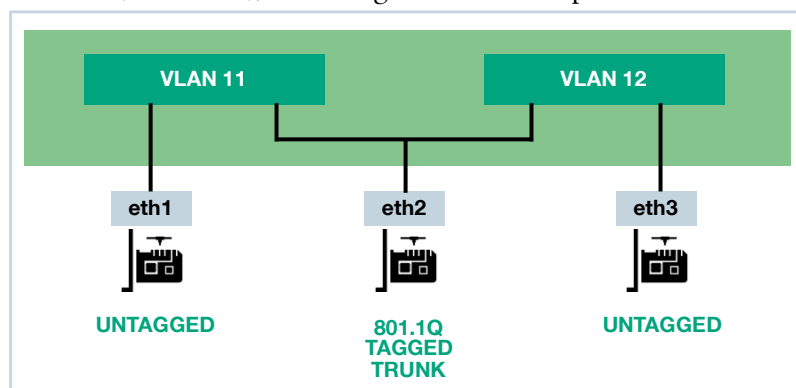 VLAN 11
VLAN 12
eth1
eth2
eth3
UNTAGGED
801.1Q
TAGGED
TRUNK
UNTAGGED